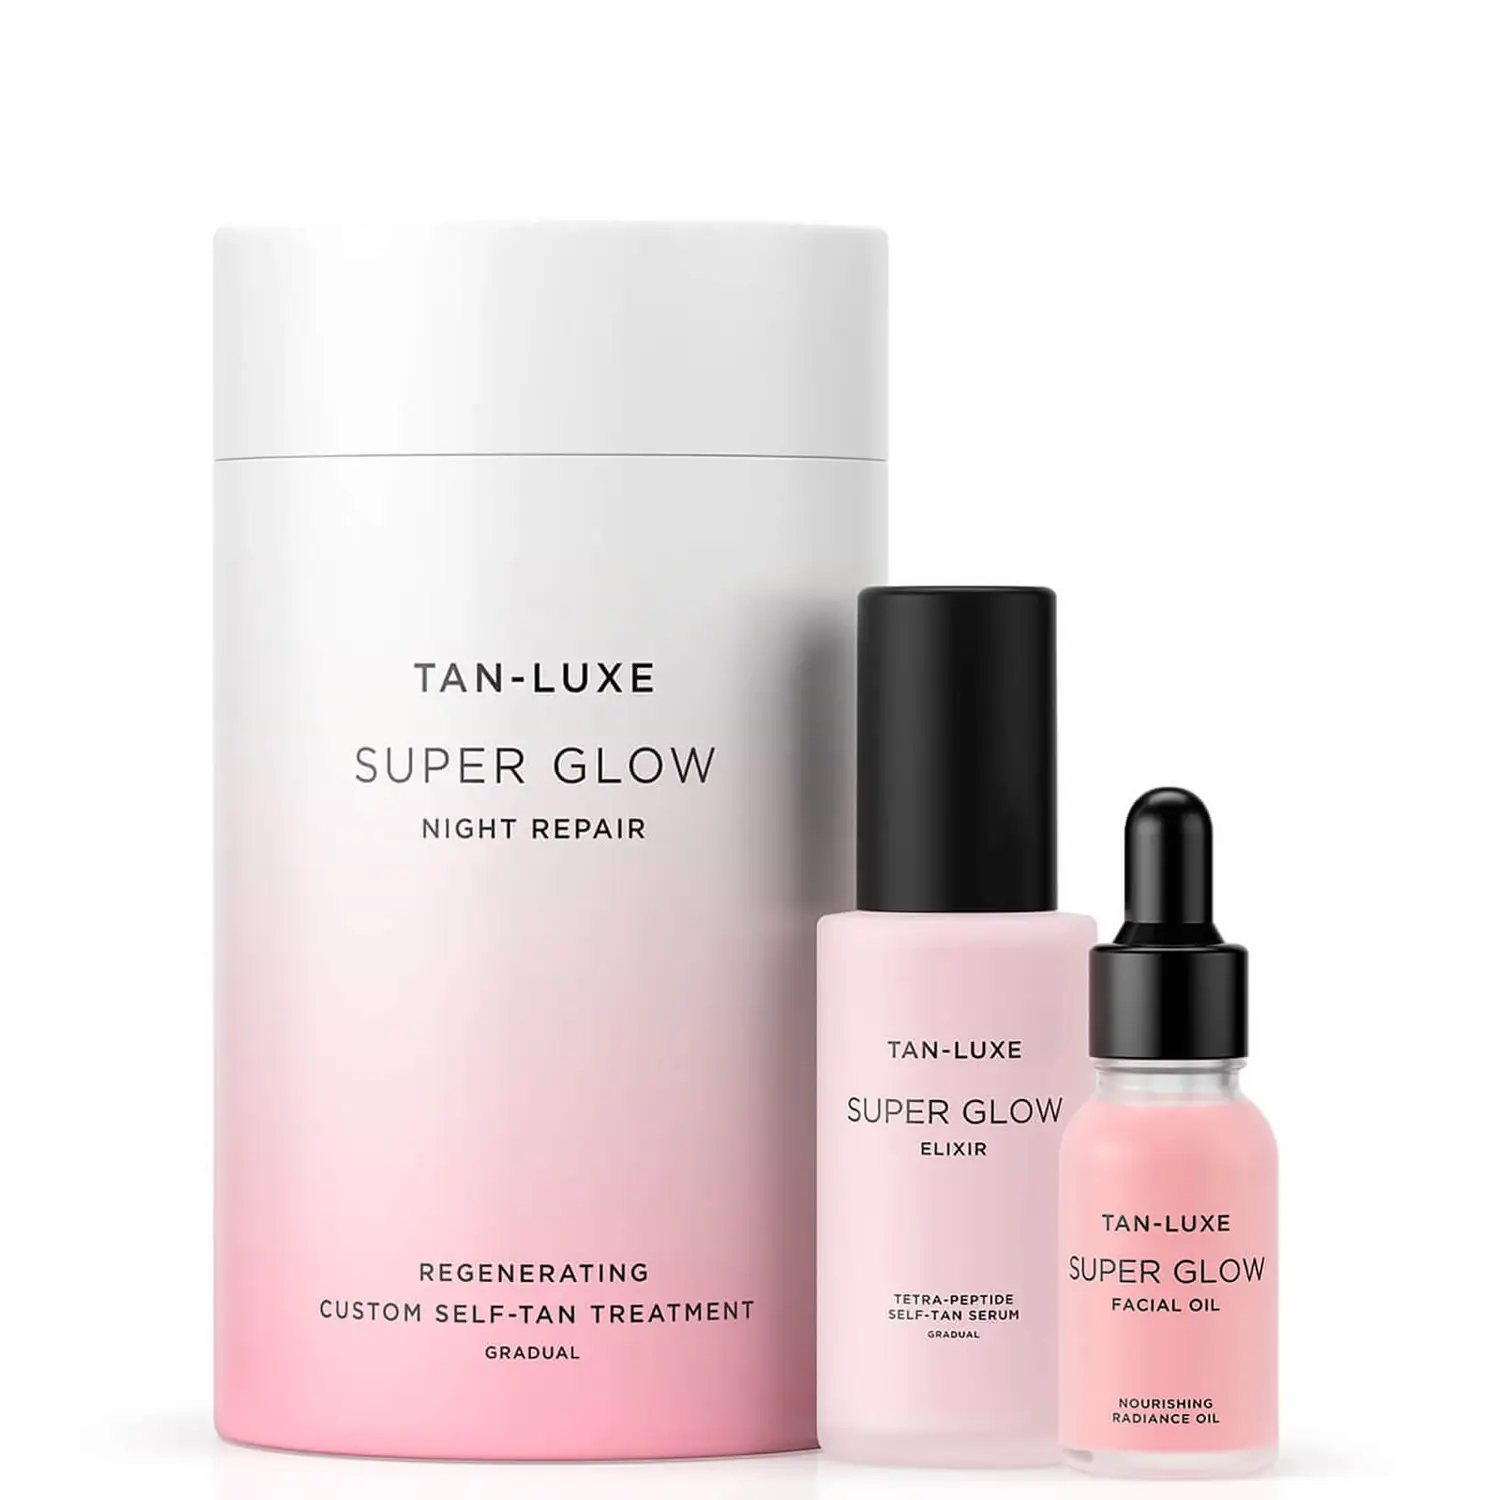 TAN-LUXE
SUPER GLOW
NIGHT REPAIR
REGENERATING
CUSTOM SELF-TAN TREATMENT
GRADUAL
TAN-LUXE
SUPER GLOW
ELIXIR
TETRA-PEPTIDE
SELF-TAN SERUM
GRADUAL
TAN-LUXE
SUPER GLOW
FACIAL OIL
NOURISHING
RADIANCE OIL